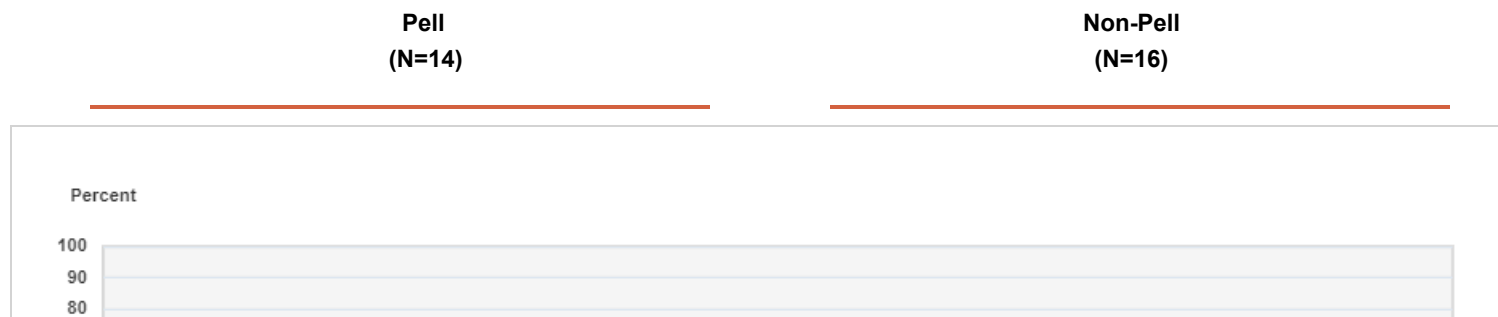 Pell
(N=14)
Non-Pell
(N=16)
Percent
100
90
80